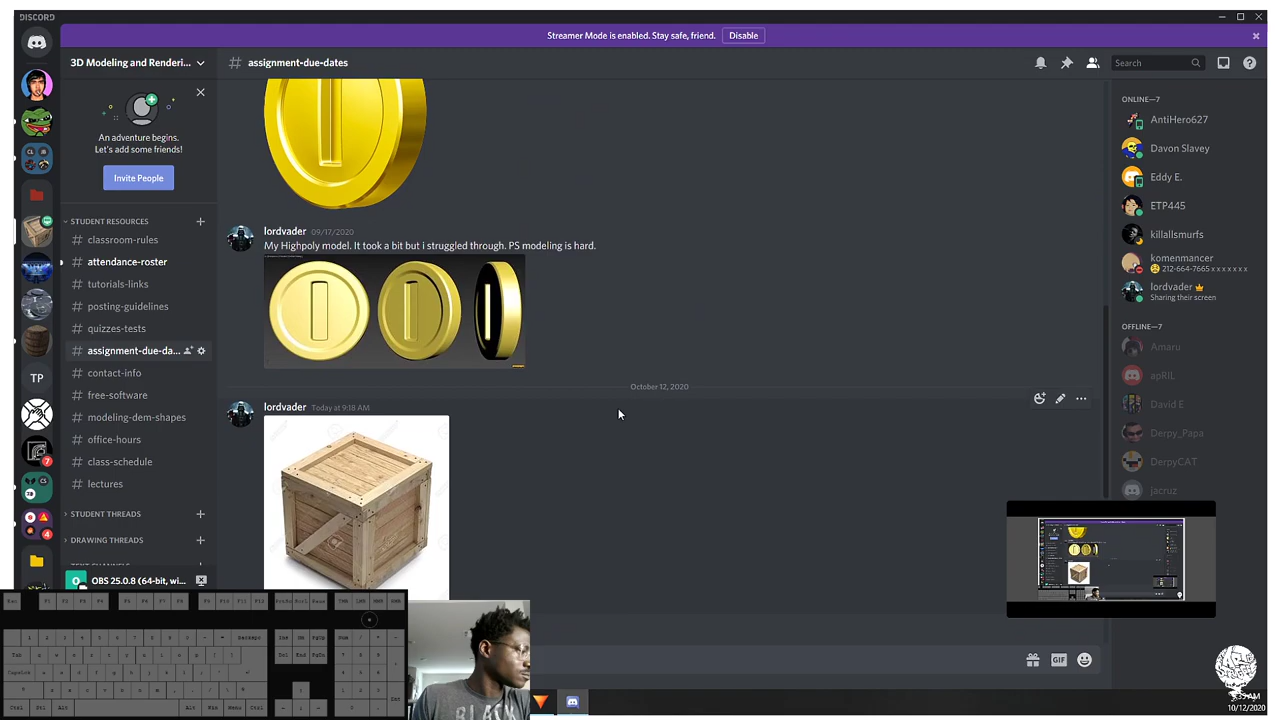 DISCORD
Streamer Mode is enabled. Stay safe, friend.
Disable
3D Modeling and Renderi...
# assignment-due-dates
Search
An adventure begins.
Let's add some friends!
Invite People
STUDENT RESOURCES
# classroom-rules
# attendance-roster
# tutorials-links
# posting-guidelines
# quizzes-tests
# assignment-due-da...
# contact-info
# free-software
# modeling-dem-shapes
# office-hours
# class-schedule
# lectures
STUDENT THREADS
DRAWING THREADS
OBS 25.0.8 (64-bit, wi...
TP
7
4
lordvader 09/17/2020
My Highpoly model. It took a bit but i struggled through. PS modeling is hard.
October 12, 2020
lordvader Today at 9:18 AM
GIF
ONLINE—7
AntiHero627
Davon Slavey
Eddy E.
ETP445
killallsmurfs
komenmancer
212-664-7665 x x x x x x x
lordvader
Sharing their screen
OFFLINE—7
Amaru
apRIL
David E
Derpy_Papa
DerpyCAT
jacruz
BLACK
10/12/2020